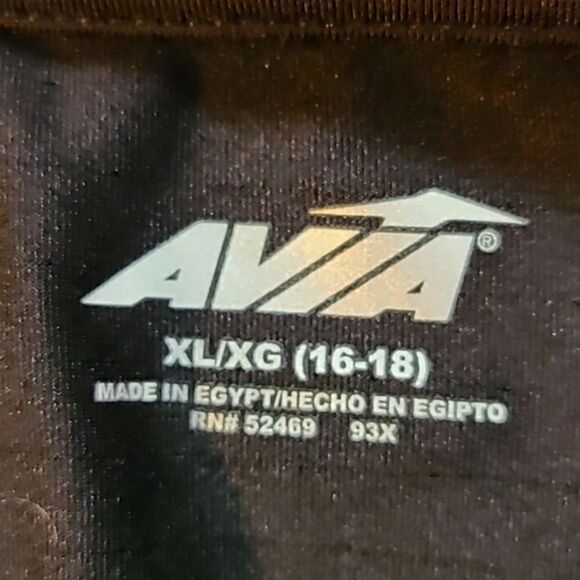 AVIA®
XL/XG (16-18)
MADE IN EGYPT/HECHO EN EGIPTO
RN# 52469 93X